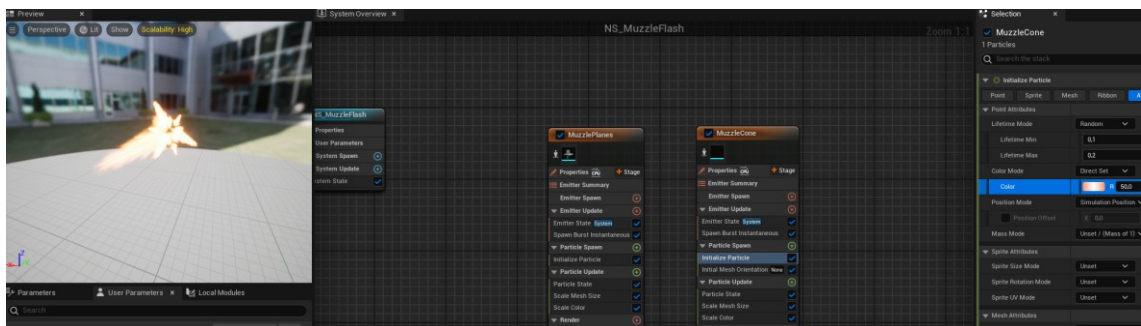 Preview
Perspective Lit Show Scalability: High
Parameters User Parameters Local Modules
Search
System Overview
NS_MuzzleFlash Zoom 1:1
NS_MuzzleFlash
Properties
User Parameters
System Spawn
System Update
System State
MuzzlePlanes
Properties Stage
Emitter Summary
Emitter Spawn
Emitter Update
Emitter State System
Spawn Burst Instantaneous
Particle Spawn
Initialize Particle
Particle Update
Particle State
Scale Mesh Size
Scale Color
Render
MuzzleCone
Properties Stage
Emitter Summary
Emitter Spawn
Emitter Update
Emitter State System
Spawn Burst Instantaneous
Particle Spawn
Initialize Particle
Initial Mesh Orientation None
Particle Update
Particle State
Scale Mesh Size
Scale Color
Selection
MuzzleCone
1 Particles
Search the stack
Initialize Particle
Point Sprite Mesh Ribbon A
Point Attributes
Lifetime Mode Random
Lifetime Min 0,1
Lifetime Max 0,2
Color Mode Direct Set
Color R 50,0
Position Mode Simulation Position
Position Offset X 0,0
Mass Mode Unset / (Mass of 1)
Sprite Attributes
Sprite Size Mode Unset
Sprite Rotation Mode Unset
Sprite UV Mode Unset
Mesh Attributes